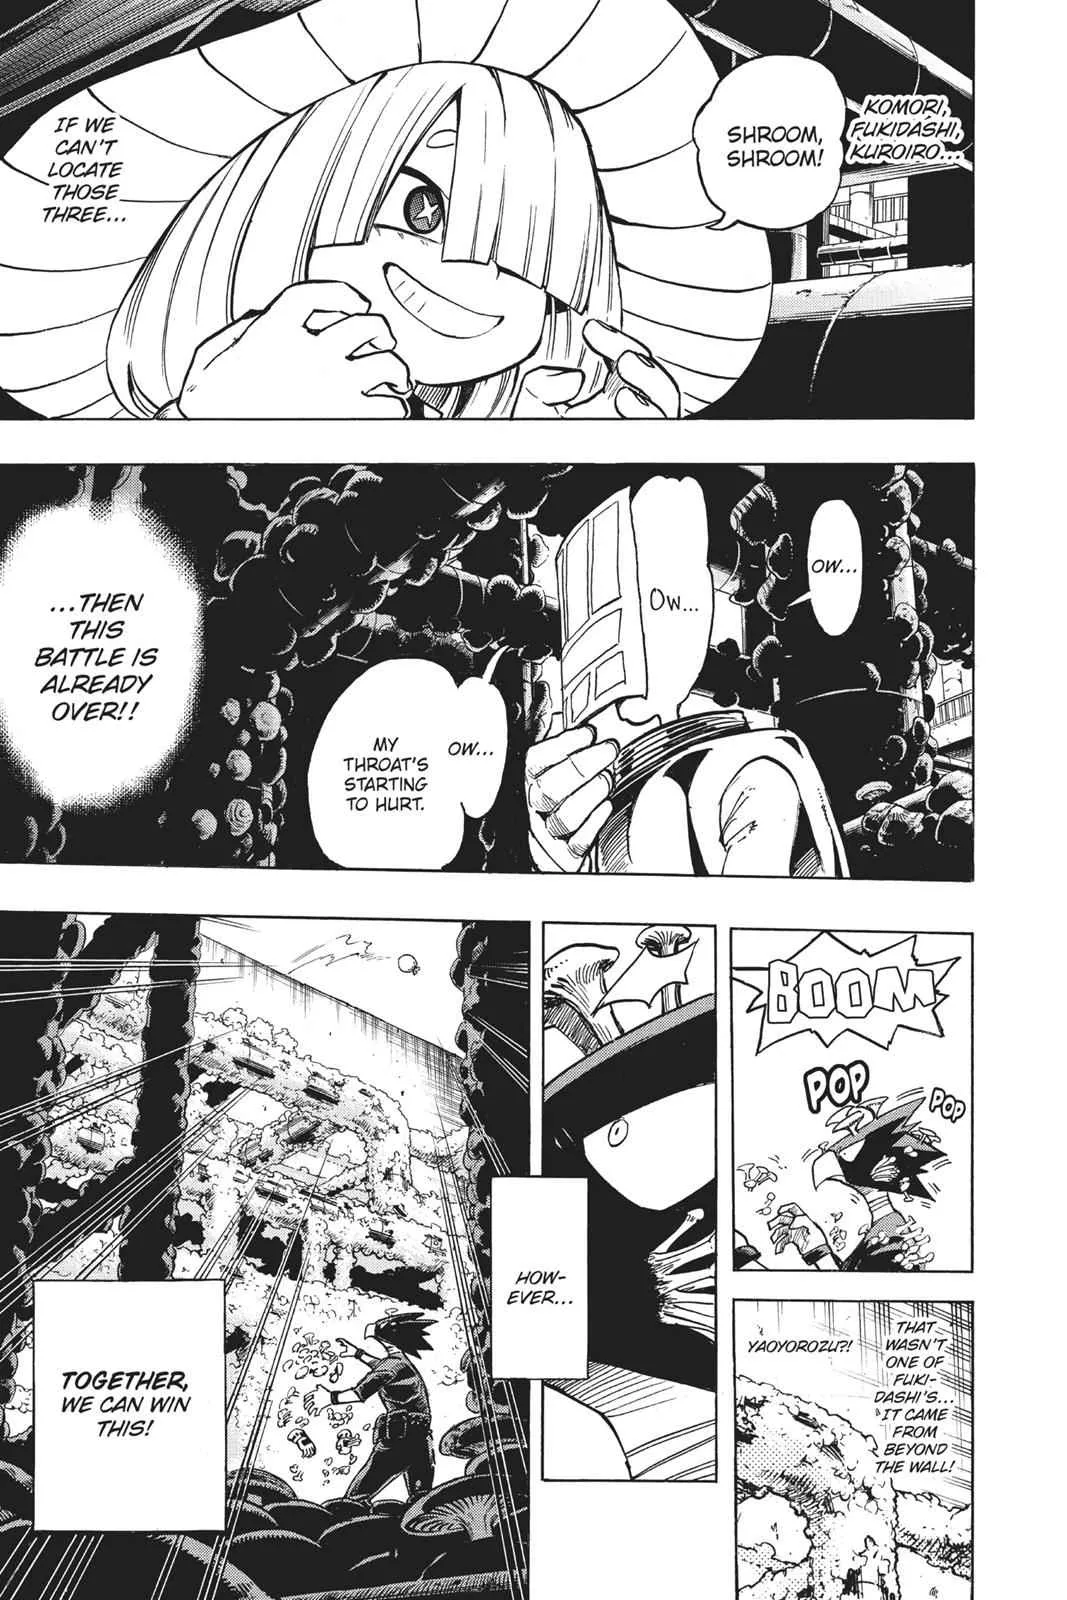 KOMORI,
FUKIDASHI,
KUROIRO...
SHROOM,
SHROOM!
IF WE
CAN'T
LOCATE
THOSE
THREE...
OW...
OW...
OW...
MY
THROAT'S
STARTING
TO HURT.
...THEN
THIS
BATTLE IS
ALREADY
OVER!!
BOOM
POP
POP
THAT
WASN'T
ONE OF
FUKI-
DASHI'S...
IT CAME
FROM
BEYOND
THE WALL!
YAOYOROZU?!
HOW-
EVER...
TOGETHER,
WE CAN WIN
THIS!